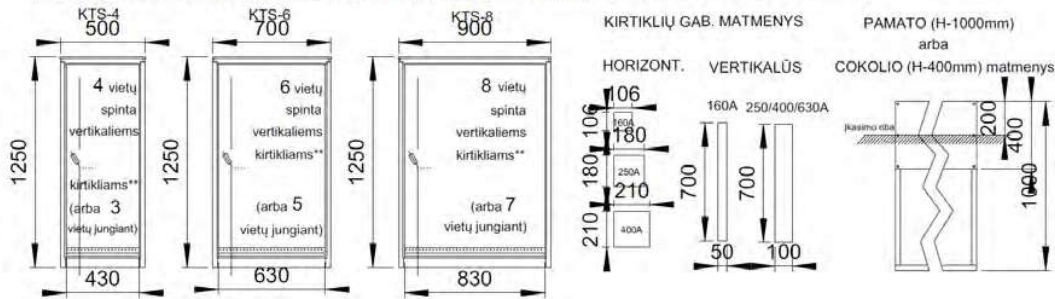 KTS-4
500
1250
4 vietų
spinta
vertikaliems
kirtikliams**
(arba 3
vietų jungiant)
430
KTS-6
700
1250
6 vietų
spinta
vertikaliems
kirtikliams**
(arba 5
vietų jungiant)
630
KTS-8
900
1250
8 vietų
spinta
vertikaliems
kirtikliams**
(arba 7
vietų jungiant)
830
KIRTIKLIŲ GAB. MATMENYS
HORIZONT.
106
106
160A
180
180
250A
210
210
400A
VERTIKALŪS
160A
700
50
250/400/630A
700
100
PAMATO (H-1000mm)
arba
COKOLIO (H-400mm) matmenys
Įkasimo riba
200
400
1000